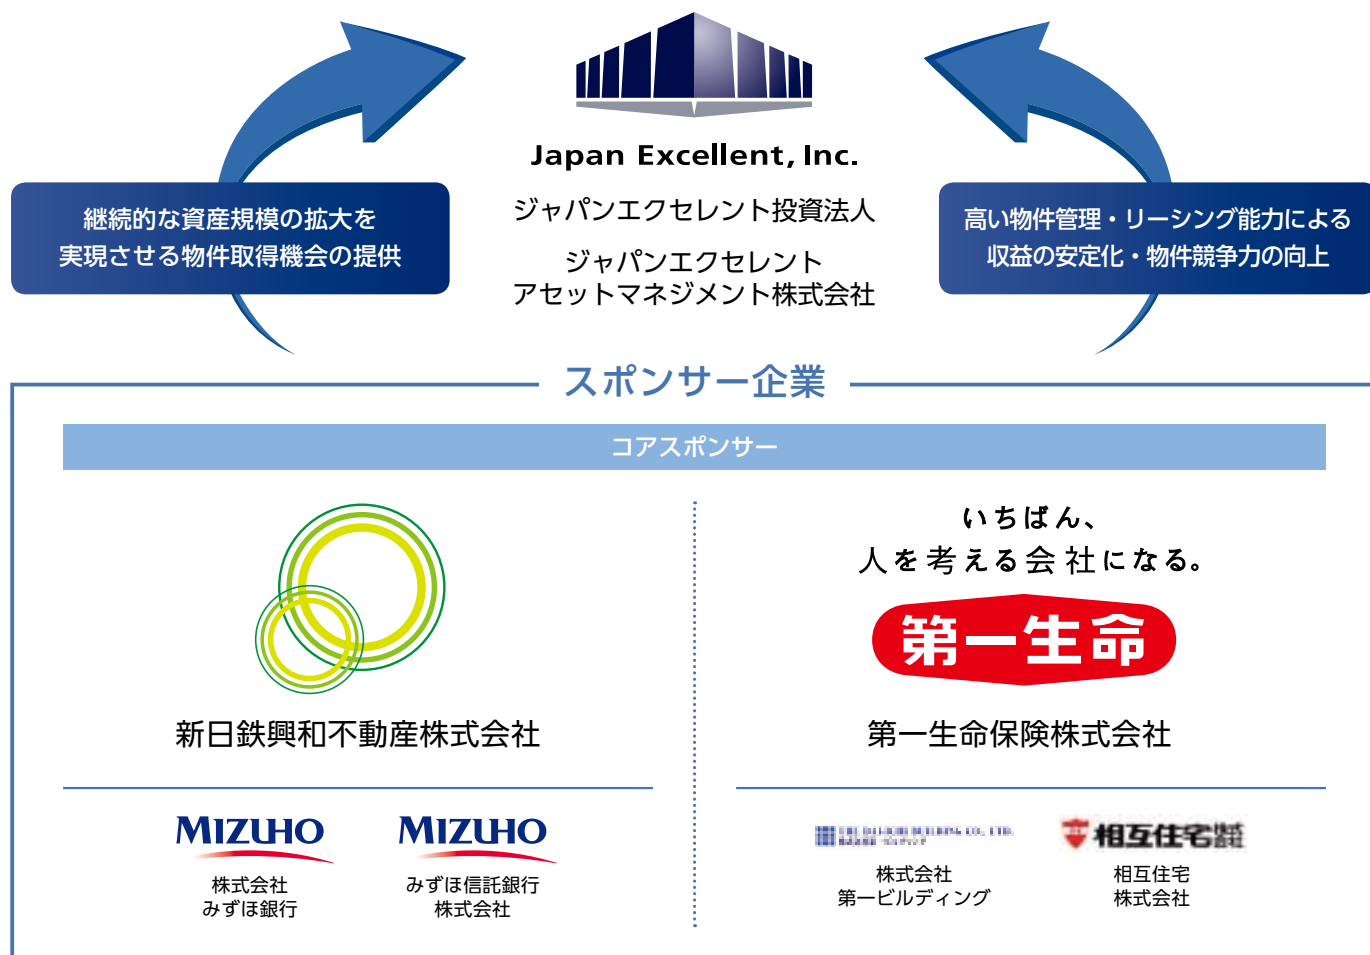 Japan Excellent, Inc.
ジャパンエクセレント投資法人
ジャパンエクセレント
アセットマネジメント株式会社
継続的な資産規模の拡大を
実現させる物件取得機会の提供
高い物件管理・リーシング能力による
収益の安定化・物件競争力の向上
スポンサー企業
コアスポンサー
新日鉄興和不動産株式会社
いちばん、
人を考える会社になる。
第一生命
第一生命保険株式会社
MIZUHO
株式会社
みずほ銀行
MIZUHO
みずほ信託銀行
株式会社
株式会社
第一ビルディング
相互住宅株式会社
相互住宅
株式会社